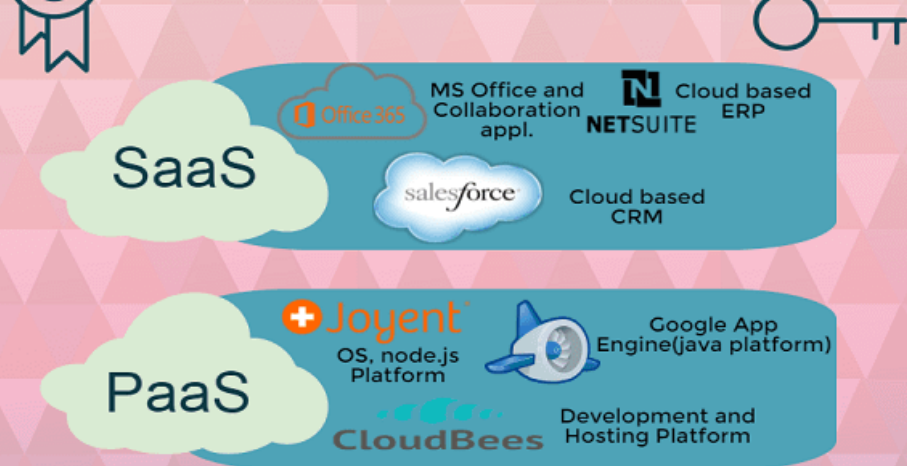 SaaS
Office 365
MS Office and
Collaboration
appl.
N
NETSUITE
Cloud based
ERP
salesforce
Cloud based
CRM
PaaS
Joyent
OS, node.js
Platform
Google App
Engine(java platform)
CloudBees
Development and
Hosting Platform